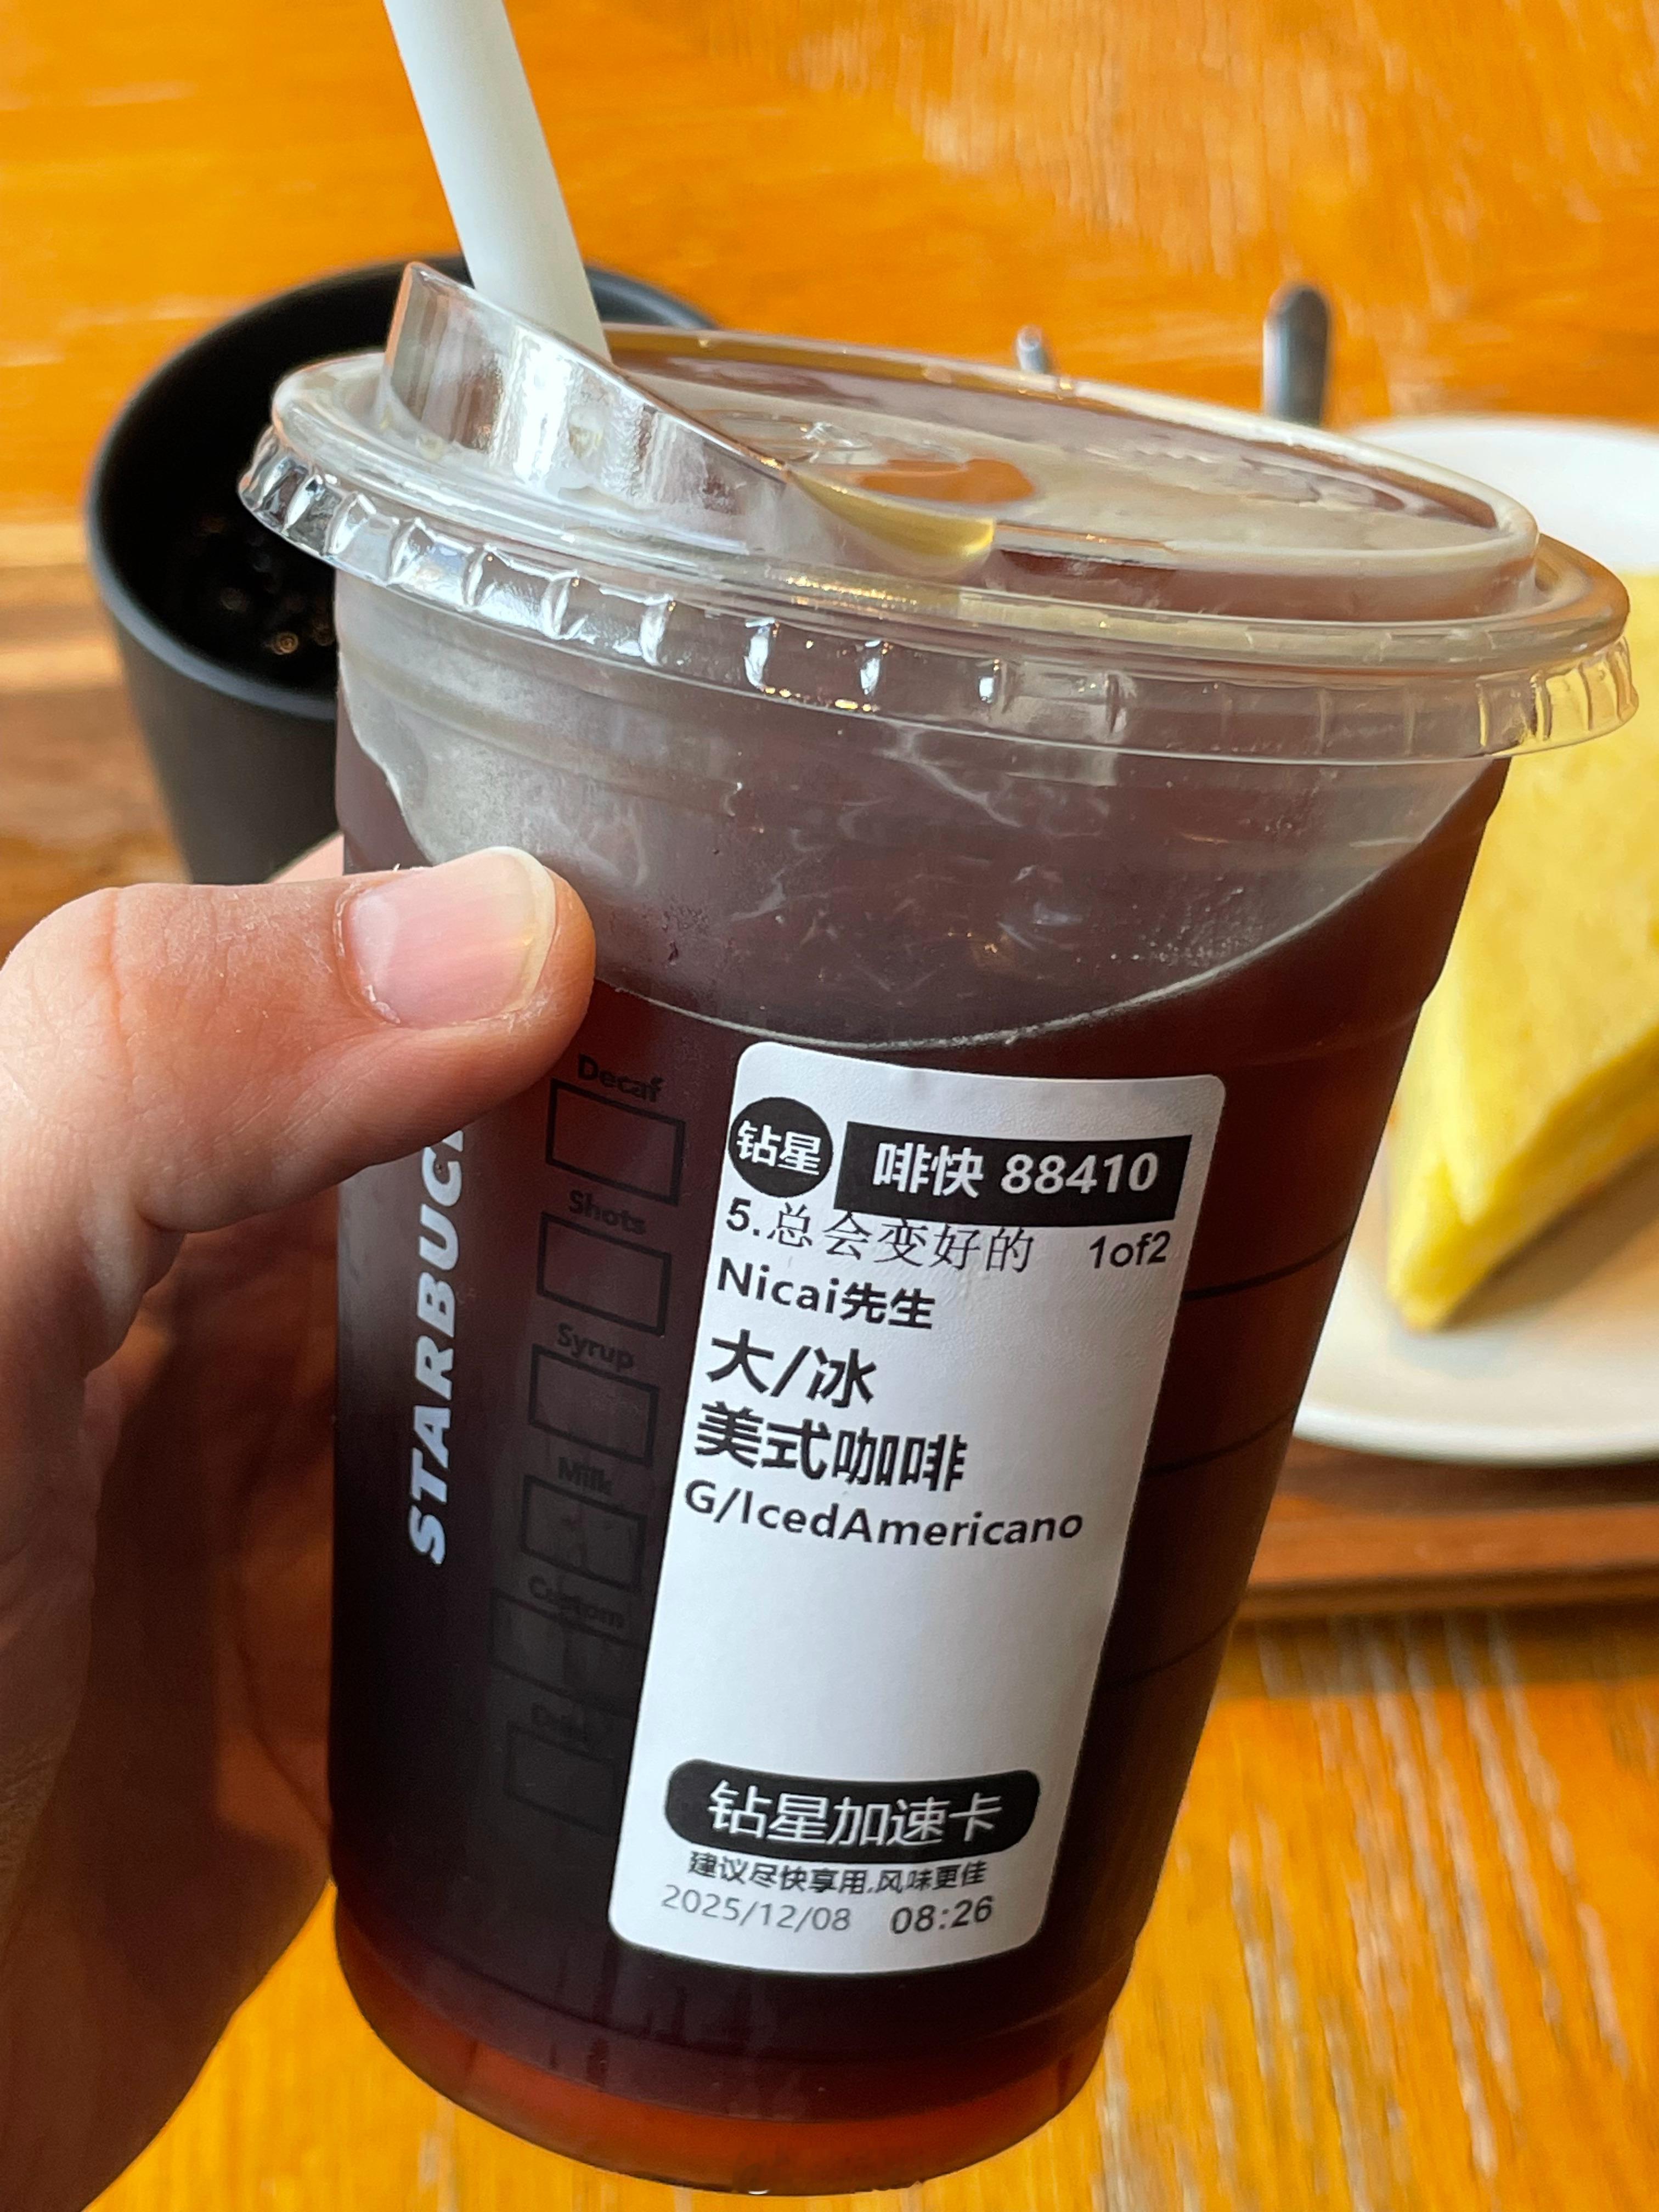 STARBUC
Decaf
Shots
Syrup
Milk
Custom
钻星
啡快 88410
5.总会变好的 1of2
Nicai先生
大/冰
美式咖啡
G/IcedAmericano
钻星加速卡
建议尽快享用,风味更佳
2025/12/08 08:26